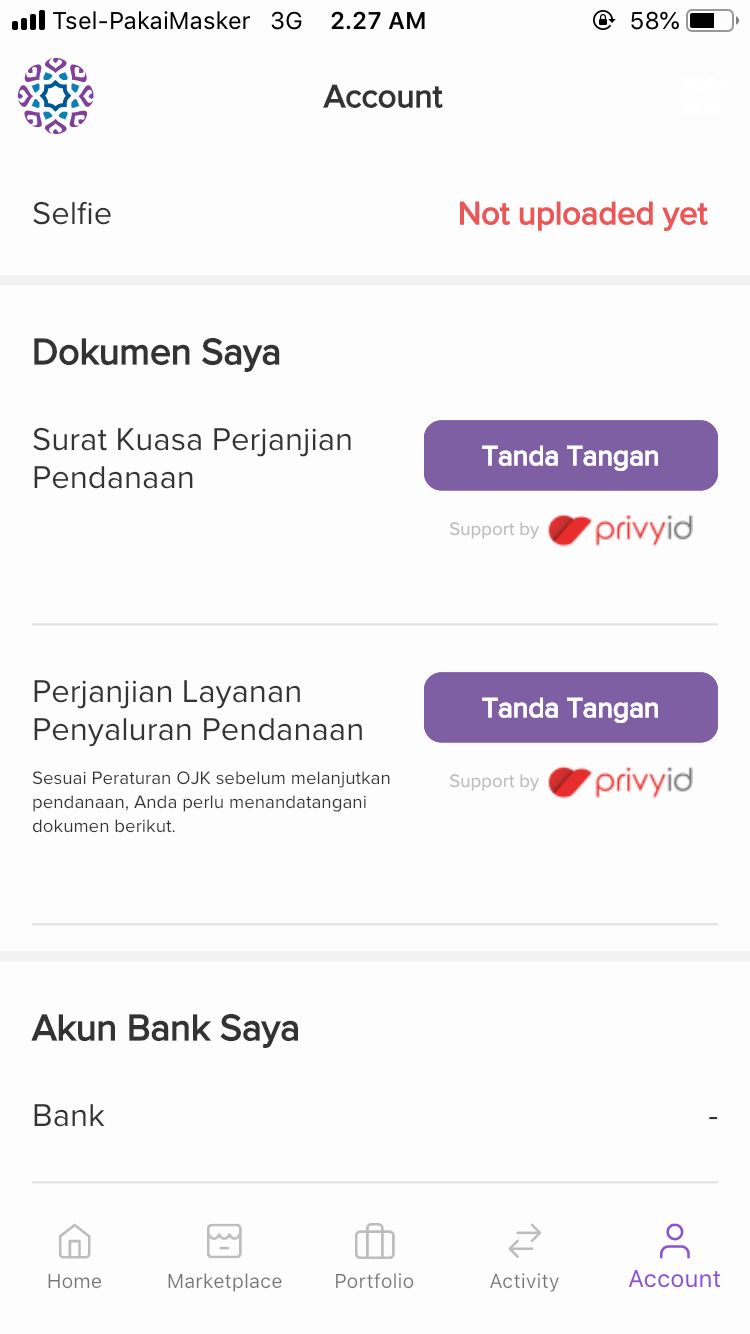 Tsel-PakaiMasker 3G 2.27 AM 58%
Account
Selfie Not uploaded yet
Dokumen Saya
Surat Kuasa Perjanjian
Pendanaan
Tanda Tangan
Support by privyid
Perjanjian Layanan
Penyaluran Pendanaan
Tanda Tangan
Sesuai Peraturan OJK sebelum melanjutkan
pendanaan, Anda perlu menandatangani
dokumen berikut.
Support by privyid
Akun Bank Saya
Bank -
Home Marketplace Portfolio Activity Account